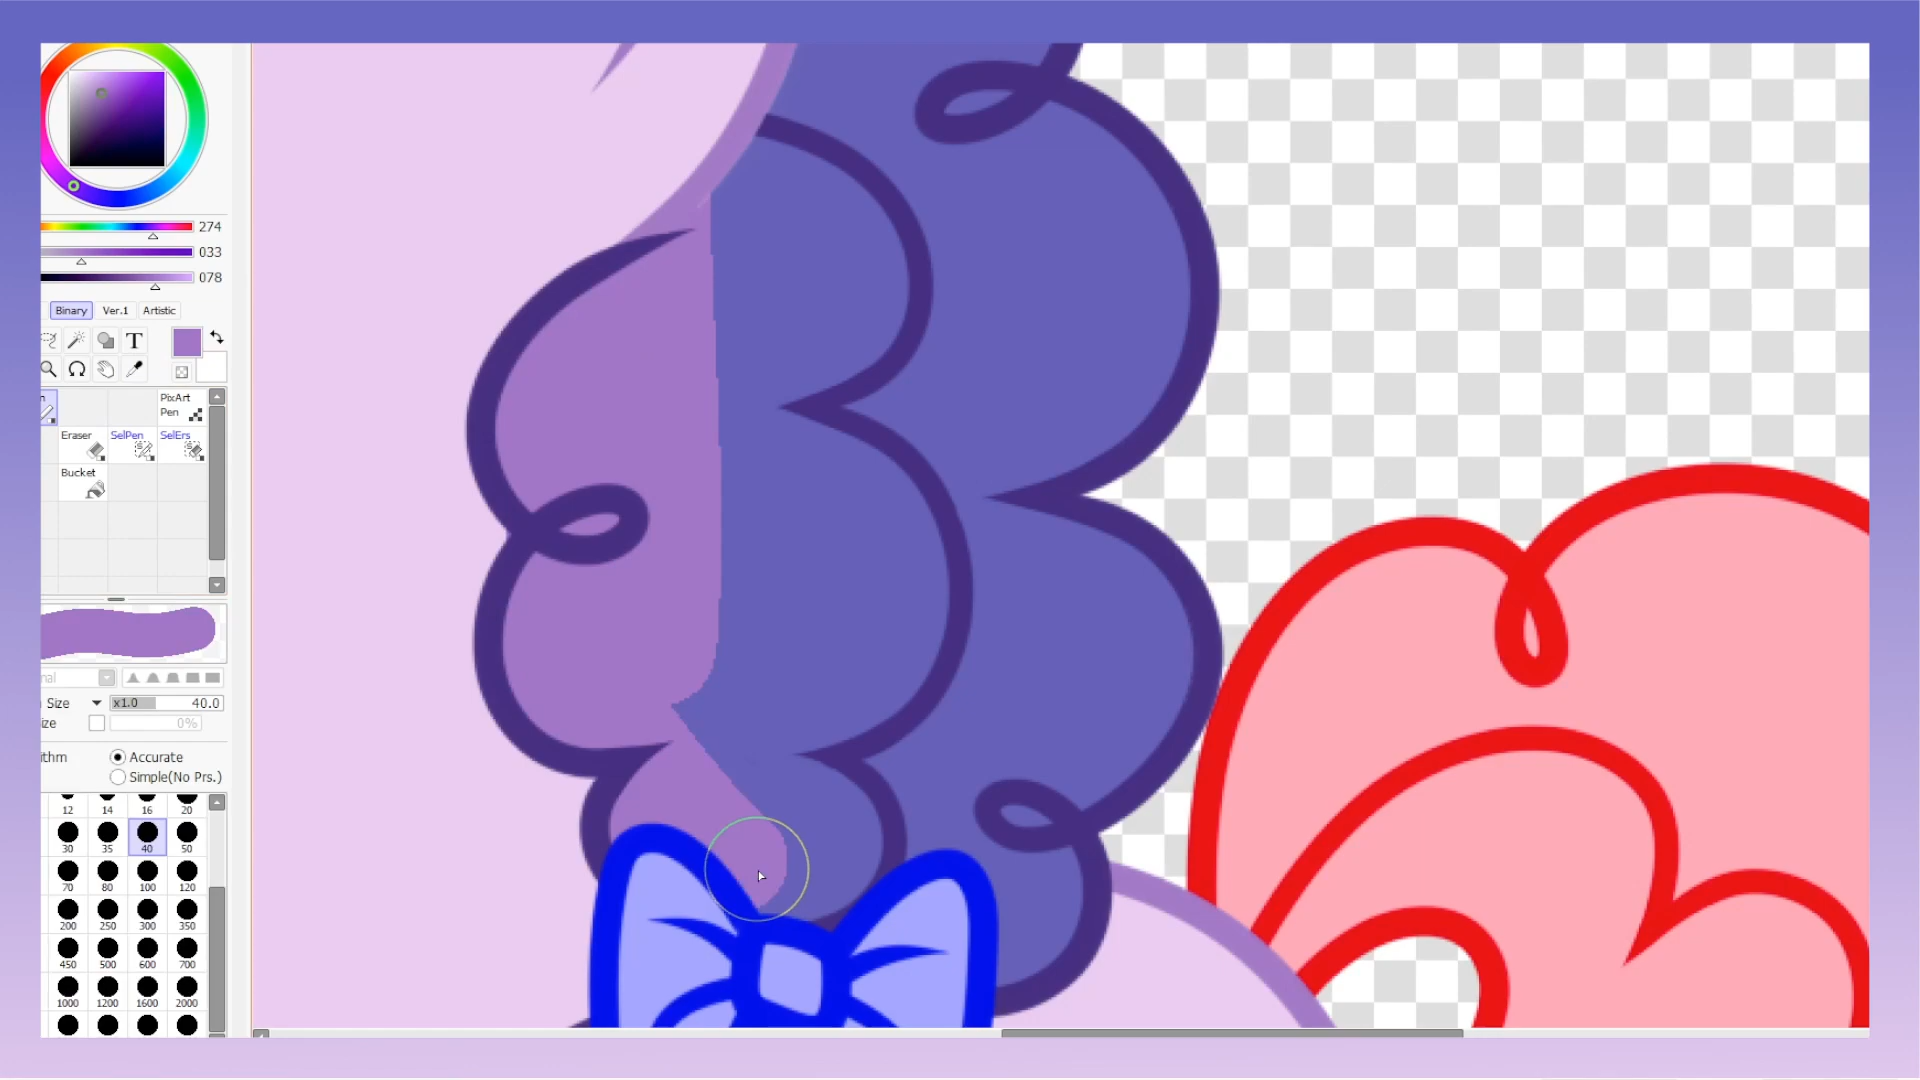 274
033
078
Binary Ver.1 Artistic
T
PixArt
Pen
Eraser SelPen SelErs
Bucket
Size x1.0 40.0
0%
Accurate
Simple(No Prs.)
12 14 16 20
30 35 40 50
70 80 100 120
200 250 300 350
450 500 600 700
1000 1200 1600 2000